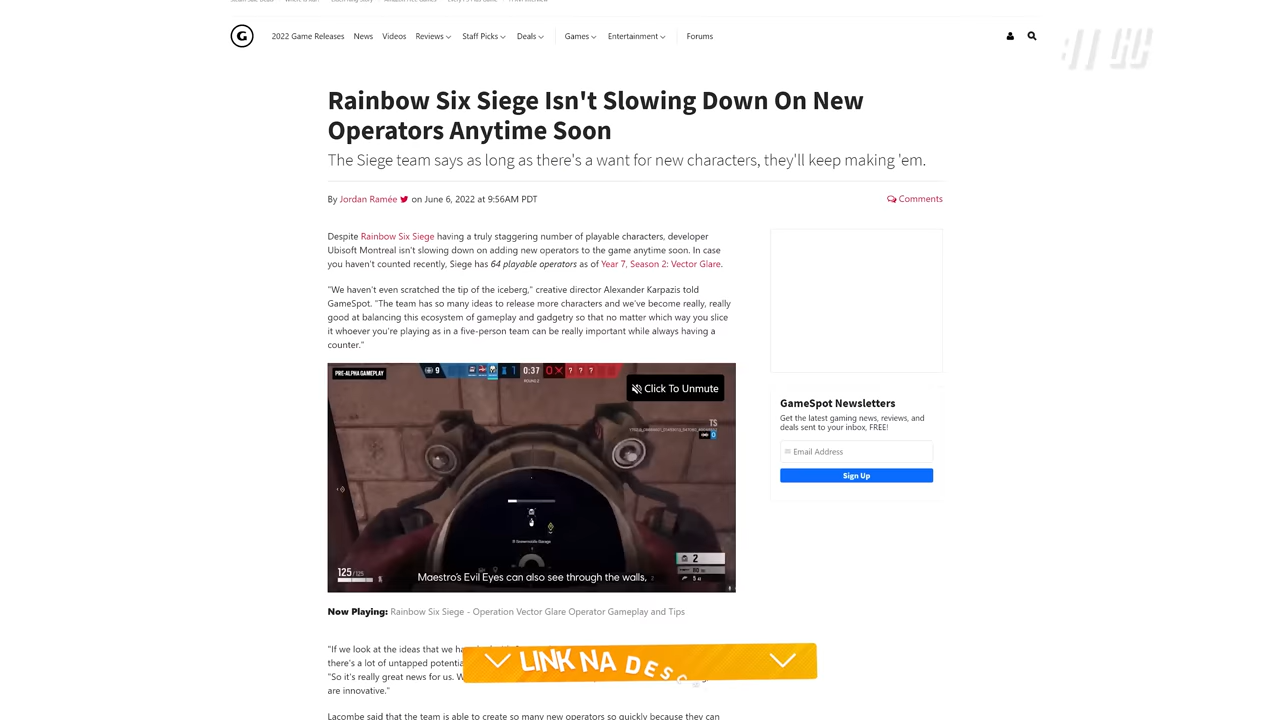 G
2022 Game Releases News Videos Reviews Staff Picks Deals Games Entertainment Forums
Rainbow Six Siege Isn't Slowing Down On New
Operators Anytime Soon
The Siege team says as long as there's a want for new characters, they'll keep making 'em.
By Jordan Ramée on June 6, 2022 at 9:56AM PDT
Comments
Despite Rainbow Six Siege having a truly staggering number of playable characters, developer
Ubisoft Montreal isn't slowing down on adding new operators to the game anytime soon. In case
you haven't counted recently, Siege has 64 playable operators as of Year 7, Season 2: Vector Glare.
"We haven't even scratched the tip of the iceberg," creative director Alexander Karpazis told
GameSpot. "The team has so many ideas to release more characters and we've become really, really
good at balancing this ecosystem of gameplay and gadgetry so that no matter which way you slice
it whoever you're playing as in a five-person team can be really important while always having a
counter."
PRE-ALPHA GAMEPLAY
9
1
0:37
0
? ? ?
Click To Unmute
TS
0
2
125/125
Maestro's Evil Eyes can also see through the walls,
GameSpot Newsletters
Get the latest gaming news, reviews, and
deals sent to your inbox, FREE!
Email Address
Sign Up
Now Playing: Rainbow Six Siege - Operation Vector Glare Operator Gameplay and Tips
"If we look at the ideas that we
there's a lot of untapped
"So it's really great news for us.
are innovative."
LINK NA DESC
Lacombe said that the team is able to create so many new operators so quickly because they can